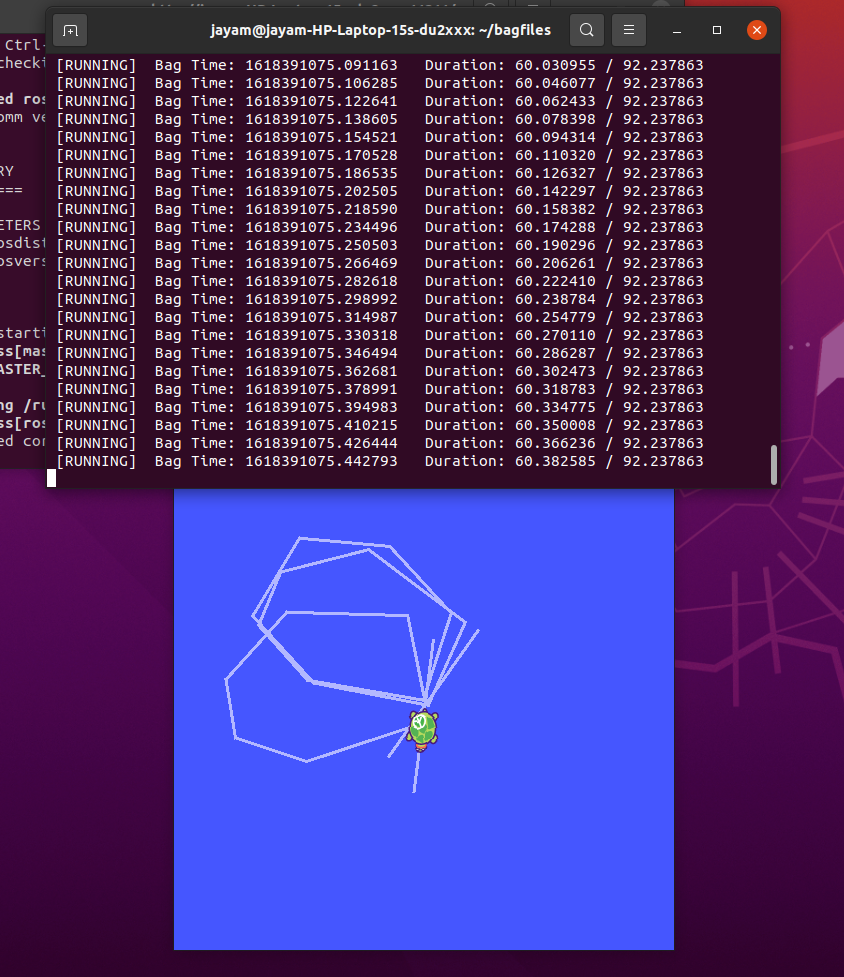 jayam@jayam-HP-Laptop-15s-du2xxx: ~/bagfiles
[RUNNING]  Bag Time: 1618391075.091163   Duration: 60.030955 / 92.237863
[RUNNING]  Bag Time: 1618391075.106285   Duration: 60.046077 / 92.237863
[RUNNING]  Bag Time: 1618391075.122641   Duration: 60.062433 / 92.237863
[RUNNING]  Bag Time: 1618391075.138605   Duration: 60.078398 / 92.237863
[RUNNING]  Bag Time: 1618391075.154521   Duration: 60.094314 / 92.237863
[RUNNING]  Bag Time: 1618391075.170528   Duration: 60.110320 / 92.237863
[RUNNING]  Bag Time: 1618391075.186535   Duration: 60.126327 / 92.237863
[RUNNING]  Bag Time: 1618391075.202505   Duration: 60.142297 / 92.237863
[RUNNING]  Bag Time: 1618391075.218590   Duration: 60.158382 / 92.237863
[RUNNING]  Bag Time: 1618391075.234496   Duration: 60.174288 / 92.237863
[RUNNING]  Bag Time: 1618391075.250503   Duration: 60.190296 / 92.237863
[RUNNING]  Bag Time: 1618391075.266469   Duration: 60.206261 / 92.237863
[RUNNING]  Bag Time: 1618391075.282618   Duration: 60.222410 / 92.237863
[RUNNING]  Bag Time: 1618391075.298992   Duration: 60.238784 / 92.237863
[RUNNING]  Bag Time: 1618391075.314987   Duration: 60.254779 / 92.237863
[RUNNING]  Bag Time: 1618391075.330318   Duration: 60.270110 / 92.237863
[RUNNING]  Bag Time: 1618391075.346494   Duration: 60.286287 / 92.237863
[RUNNING]  Bag Time: 1618391075.362681   Duration: 60.302473 / 92.237863
[RUNNING]  Bag Time: 1618391075.378991   Duration: 60.318783 / 92.237863
[RUNNING]  Bag Time: 1618391075.394983   Duration: 60.334775 / 92.237863
[RUNNING]  Bag Time: 1618391075.410215   Duration: 60.350008 / 92.237863
[RUNNING]  Bag Time: 1618391075.426444   Duration: 60.366236 / 92.237863
[RUNNING]  Bag Time: 1618391075.442793   Duration: 60.382585 / 92.237863
Ctrl-
checki
ed ros
omm ve
RY
===
ETERS
osdist
osvers
starti
ss[mas
ASTER_
ng /ru
ss[ros
ed con